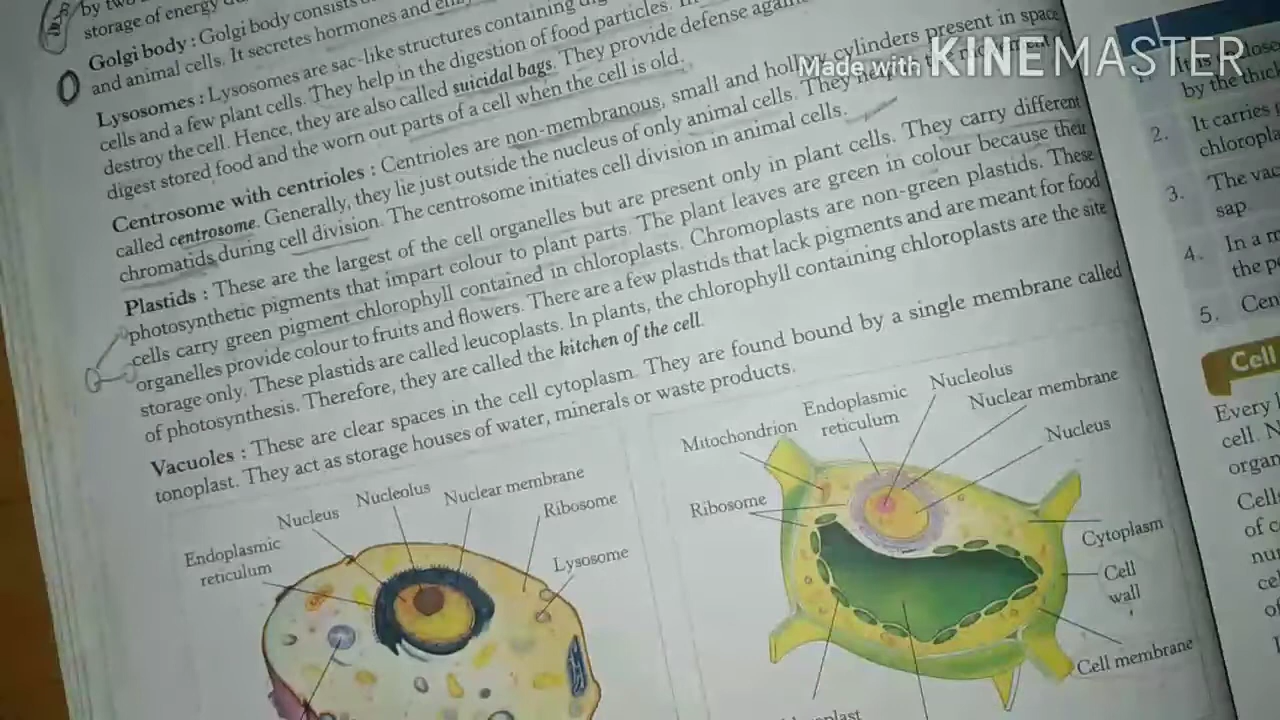 by two
storage of energy
Golgi body : Golgi body consists
and animal cells. It secretes hormones and
Lysosomes : Lysosomes are sac-like structures containing
cells and a few plant cells. They help in the digestion of food particles.
destroy the cell. Hence, they are also called suicidal bags. They provide defense
digest stored food and the worn out parts of a cell when the cell is old.
Centrosome with centrioles : Centrioles are non-membranous, small and hollow cylinders present in space
called centrosome. Generally, they lie just outside the nucleus of only animal cells. They
chromatids during cell division. The centrosome initiates cell division in animal cells.
Plastids : These are the largest of the cell organelles but are present only in plant cells. They carry different
photosynthetic pigments that impart colour to plant parts. The plant leaves are green in colour because their
cells carry green pigment chlorophyll contained in chloroplasts. Chromoplasts are non-green plastids. These
organelles provide colour to fruits and flowers. There are a few plastids that lack pigments and are meant for food
storage only. These plastids are called leucoplasts. In plants, the chlorophyll containing chloroplasts are the site
of photosynthesis. Therefore, they are called the kitchen of the cell.
Vacuoles : These are clear spaces in the cell cytoplasm. They are found bound by a single membrane called
tonoplast. They act as storage houses of water, minerals or waste products.
Nucleolus
Nuclear membrane
Nucleus
Ribosome
Endoplasmic
reticulum
Lysosome
Nucleolus
Endoplasmic
reticulum
Nuclear membrane
Mitochondrion
Nucleus
Ribosome
Cytoplasm
Cell
wall
Cell membrane
by the
2. It carries
3. The
sap
4. In a
the
5.
Cell
Every
cell.
of
Made with KINEMASTER